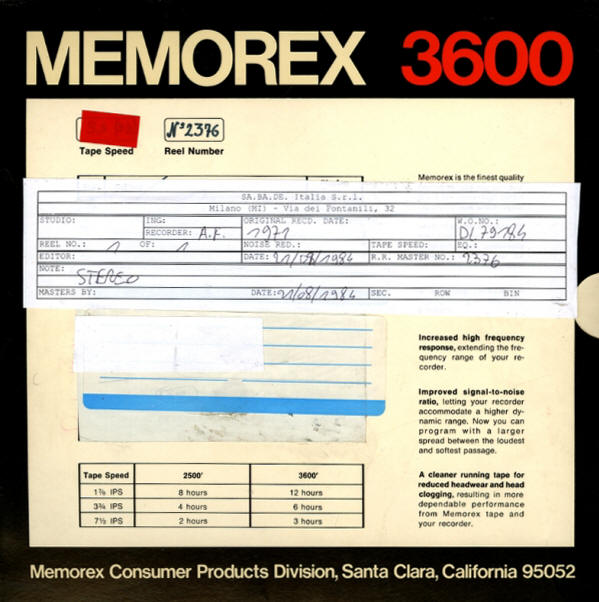 MEMOREX 3600
Nº2376
Tape Speed Reel Number
Memorex is the finest quality
SA.BA.DE. Italia S.r.l.
Milano (MI) - Via dei Fontanili, 32
STUDIO: ING: ORIGINAL RECD. DATE: W.O.NO.:
RECORDER: A.F. 1971 DI 79184
REEL NO.: 1 OF: 1 NOISE RED.: TAPE SPEED: EQ.:
EDITOR: DATE: 21/08/1984 R.R. MASTER NO.: 2376
NOTE: STEREO
MASTERS BY: DATE: 21/08/1984 SEC. ROW BIN
Increased high frequency
response, extending the fre-
quency range of your re-
corder.
Improved signal-to-noise
ratio, letting your recorder
accommodate a higher dy-
namic range. Now you can
program with a larger
spread between the loudest
and softest passage.
A cleaner running tape for
reduced headwear and head
clogging, resulting in more
dependable performance
from Memorex tape and
your recorder.
Tape Speed 2500' 3600'
1⅞ IPS 8 hours 12 hours
3¾ IPS 4 hours 6 hours
7½ IPS 2 hours 3 hours
Memorex Consumer Products Division, Santa Clara, California 95052